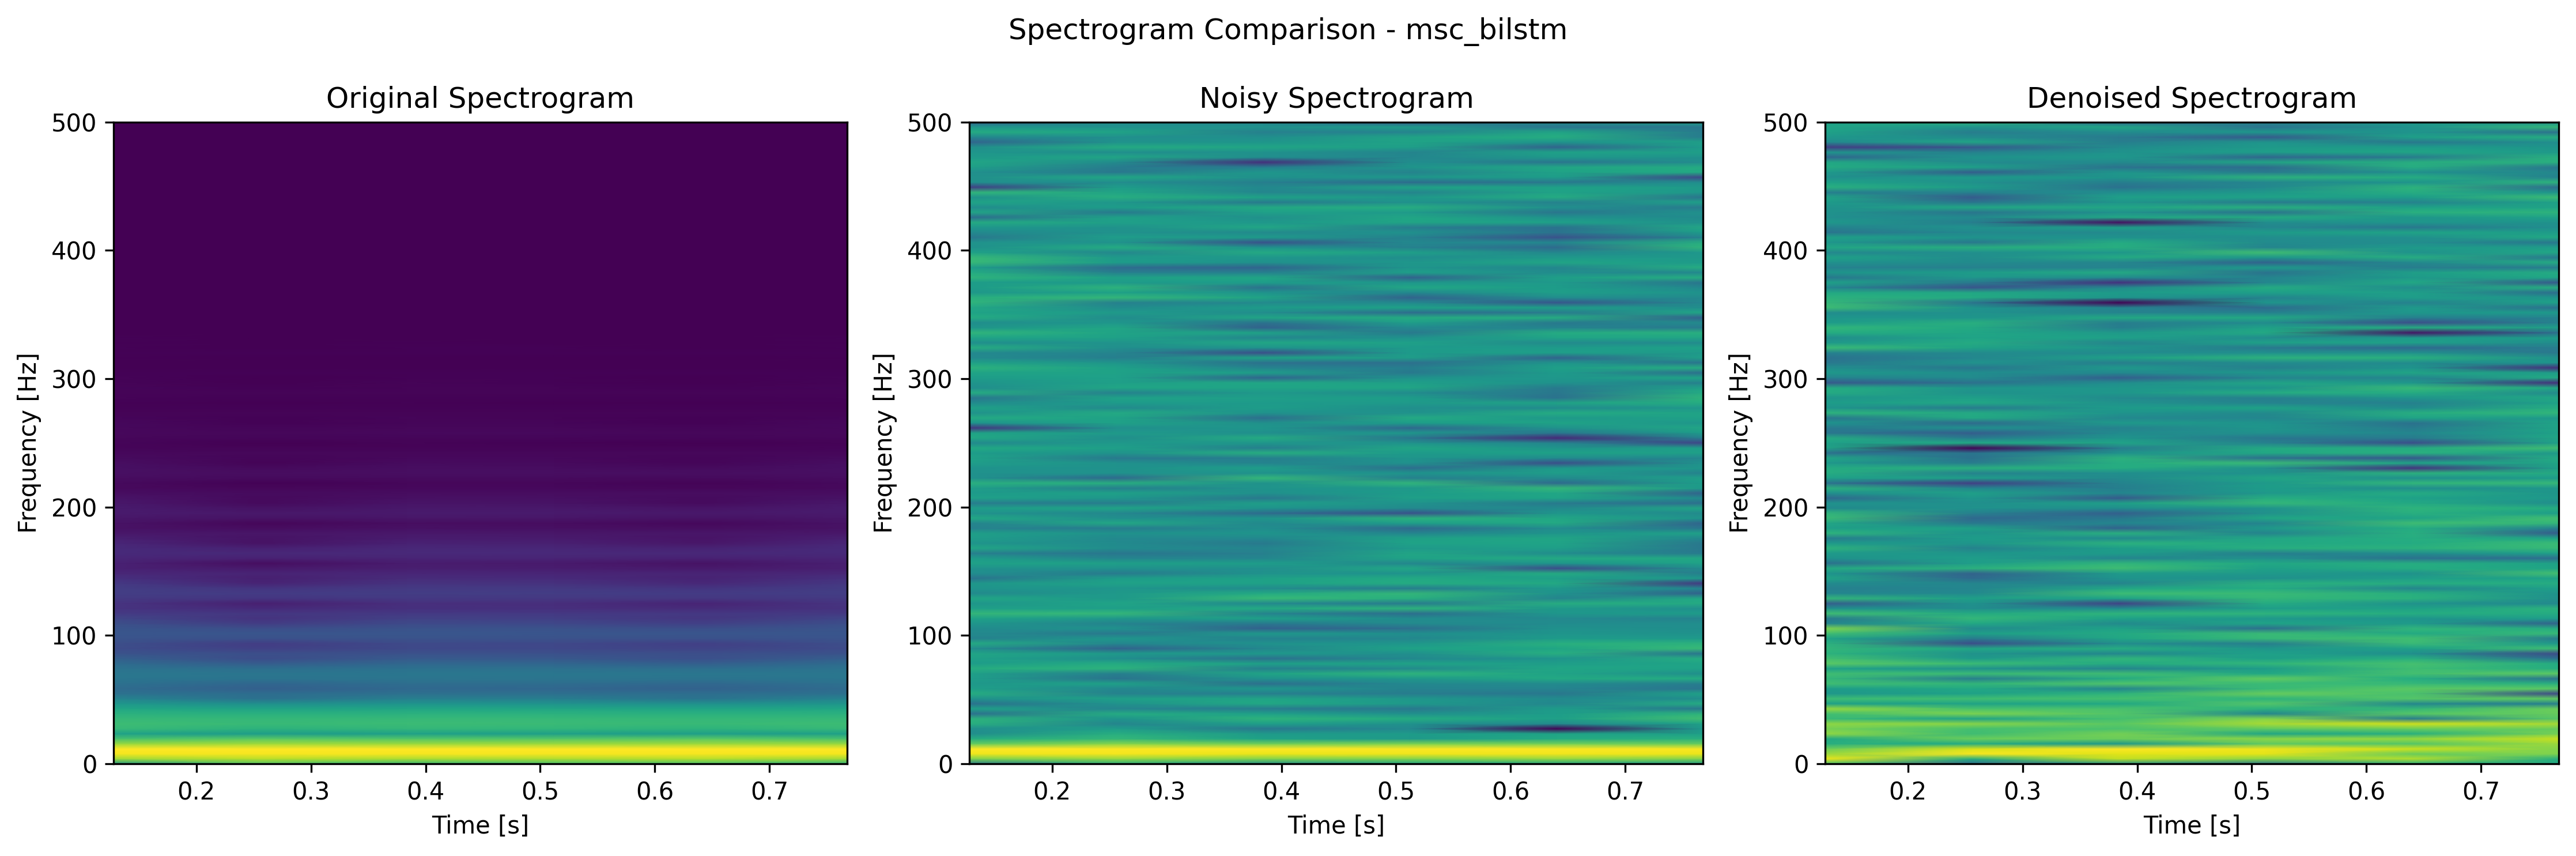 Spectrogram Comparison - msc_bilstm
Original Spectrogram
500
400
300
200
100
0
Frequency [Hz]
0.2 0.3 0.4 0.5 0.6 0.7
Time [s]
Noisy Spectrogram
500
400
300
200
100
0
Frequency [Hz]
0.2 0.3 0.4 0.5 0.6 0.7
Time [s]
Denoised Spectrogram
500
400
300
200
100
0
Frequency [Hz]
0.2 0.3 0.4 0.5 0.6 0.7
Time [s]